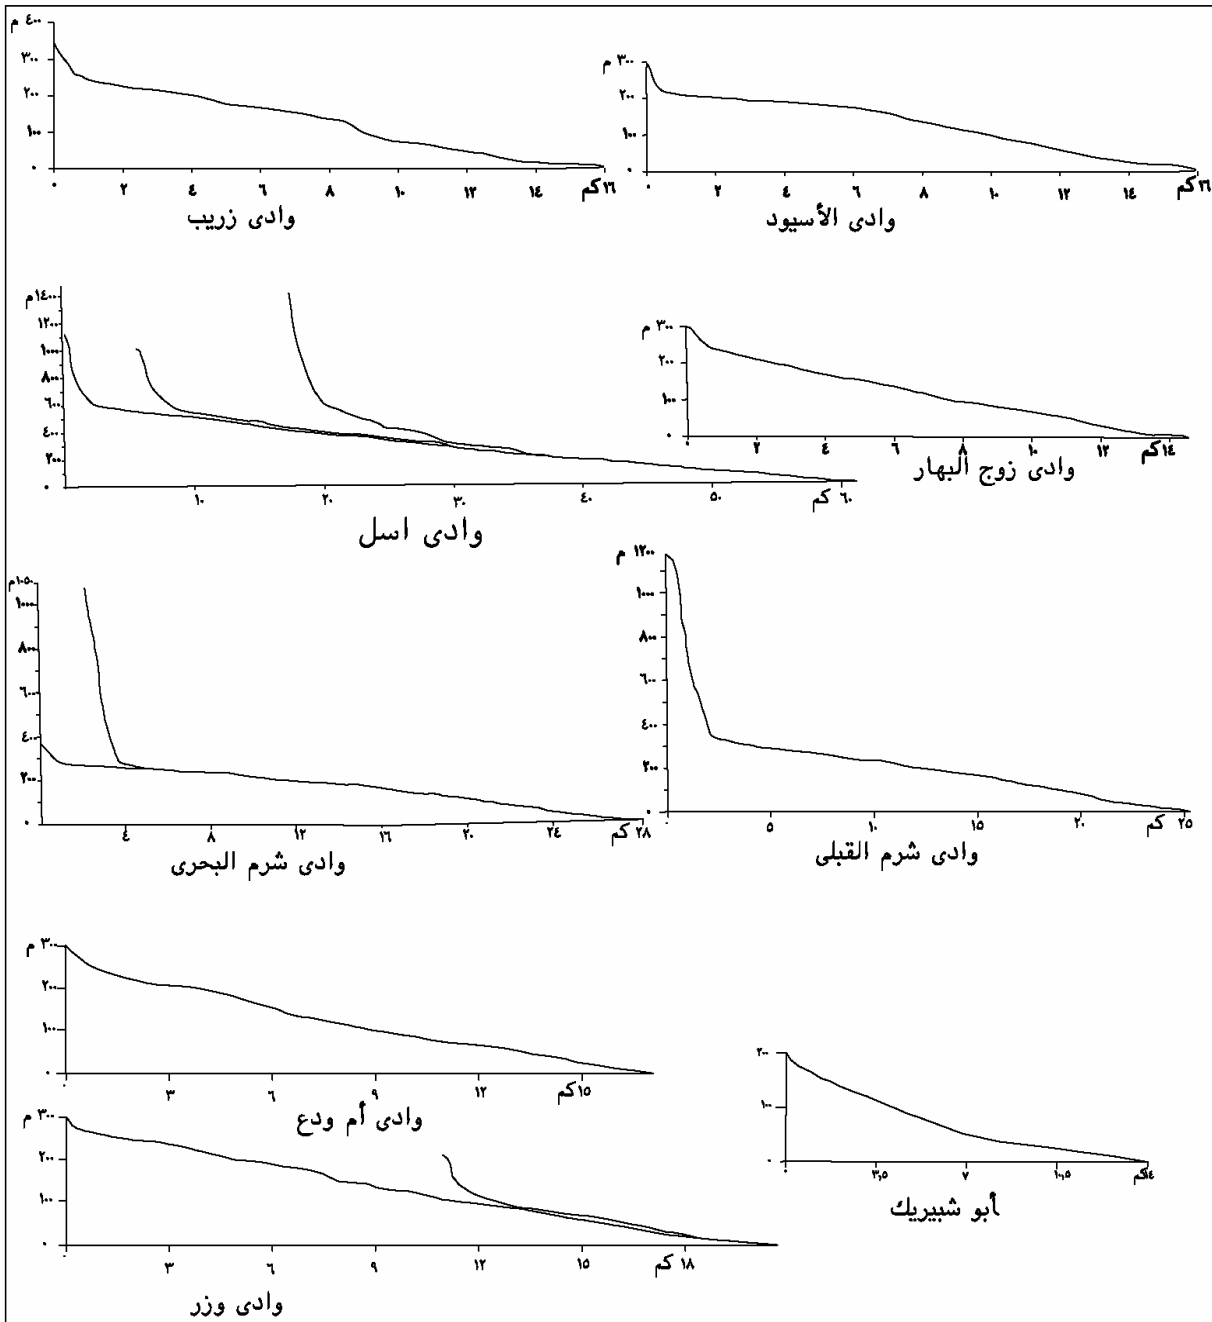 ٤٠٠ م
٣٠٠
٢٠٠
١٠٠
٠
٠ ٢ ٤ ٦ ٨ ١٠ ١٢ ١٤ ١٦ كم
وادى زريب
٣٠٠ م
٢٠٠
١٠٠
٠
٠ ٢ ٤ ٦ ٨ ١٠ ١٢ ١٤ ١٦ كم
وادى الأسيود
١٤٠٠ م
١٢٠٠
١٠٠٠
٨٠٠
٦٠٠
٤٠٠
٢٠٠
٠
١٠ ٢٠ ٣٠ ٤٠ ٥٠ ٦٠ كم
وادى اسل
٣٠٠ م
٢٠٠
١٠٠
٠
٠ ٢ ٤ ٦ ٨ ١٠ ١٢ ١٤ كم
وادى زوج البهار
١٠٥٠ م
١٠٠٠
٨٠٠
٦٠٠
٤٠٠
٢٠٠
٠
٤ ٨ ١٢ ١٦ ٢٠ ٢٤ ٢٨ كم
وادى شرم البحرى
١٢٠٠ م
١٠٠٠
٨٠٠
٦٠٠
٤٠٠
٢٠٠
٠
٠ ٥ ١٠ ١٥ ٢٠ ٢٥ كم
وادى شرم القبلى
٣٠٠ م
٢٠٠
١٠٠
٠
٠ ٣ ٦ ٩ ١٢ ١٥ كم
وادى أم ودع
٢٠٠
١٠٠
٠
٠ ٣,٥ ٧ ١٠,٥ ١٤ كم
أبو شبيريك
٣٠٠ م
٢٠٠
١٠٠
٠
٠ ٣ ٦ ٩ ١٢ ١٥ ١٨ كم
وادى وزر